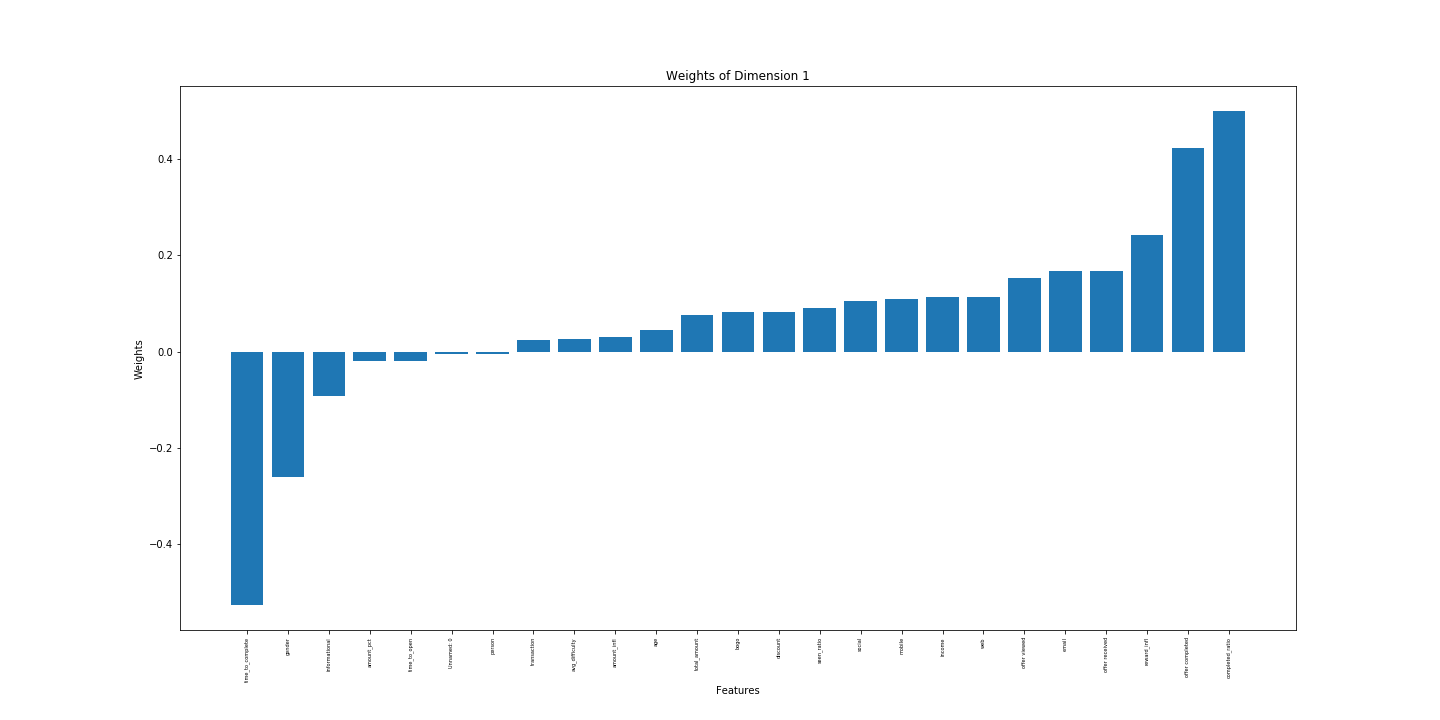 Weights of Dimension 1
Weights
0.4
0.2
0.0
−0.2
−0.4
time_to_complete
gender
informational
amount_pct
time_to_open
Unnamed: 0
person
transaction
avg_difficulty
amount_infl
age
total_amount
bogo
discount
seen_ratio
social
mobile
income
web
offer viewed
email
offer received
reward_infl
offer completed
completed_ratio
Features